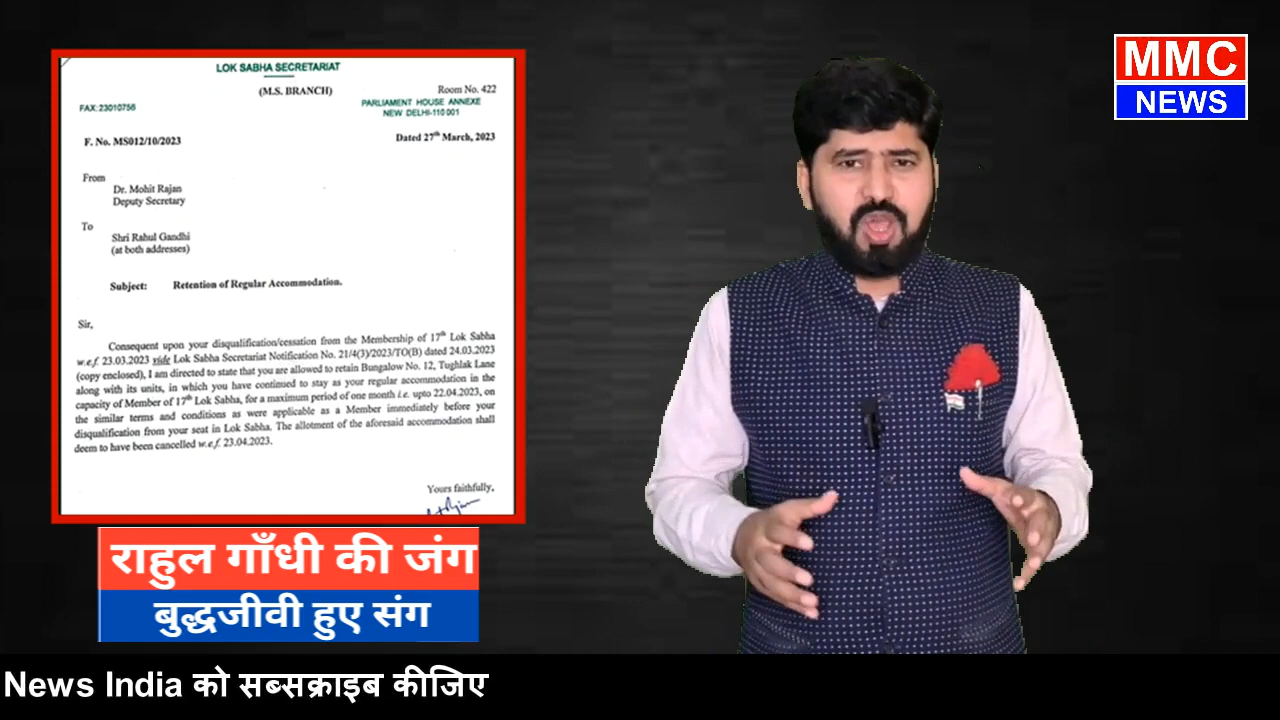 LOK SABHA SECRETARIAT
(M.S. BRANCH)
Room No. 422
FAX: 23010756
PARLIAMENT HOUSE ANNEXE
NEW DELHI-110 001
F. No. MS012/10/2023
Dated 27th March, 2023
From
Dr. Mohit Rajan
Deputy Secretary
To
Shri Rahul Gandhi
(at both addresses)
Subject: Retention of Regular Accommodation.
Sir,
Consequent upon your disqualification/cessation from the Membership of 17th Lok Sabha
w.e.f. 23.03.2023 vide Lok Sabha Secretariat Notification No. 21/4(3)/2023/TO(B) dated 24.03.2023
(copy enclosed), I am directed to state that you are allowed to retain Bungalow No. 12, Tughlak Lane
along with its units, in which you have continued to stay as your regular accommodation in the
capacity of Member of 17th Lok Sabha, for a maximum period of one month i.e. upto 22.04.2023, on
the similar terms and conditions as were applicable as a Member immediately before your
disqualification from your seat in Lok Sabha. The allotment of the aforesaid accommodation shall
deem to have been cancelled w.e.f. 23.04.2023.
Yours faithfully,
राहुल गाँधी की जंग
बुद्धजीवी हुए संग
MMC
NEWS
News India को सब्सक्राइब कीजिए